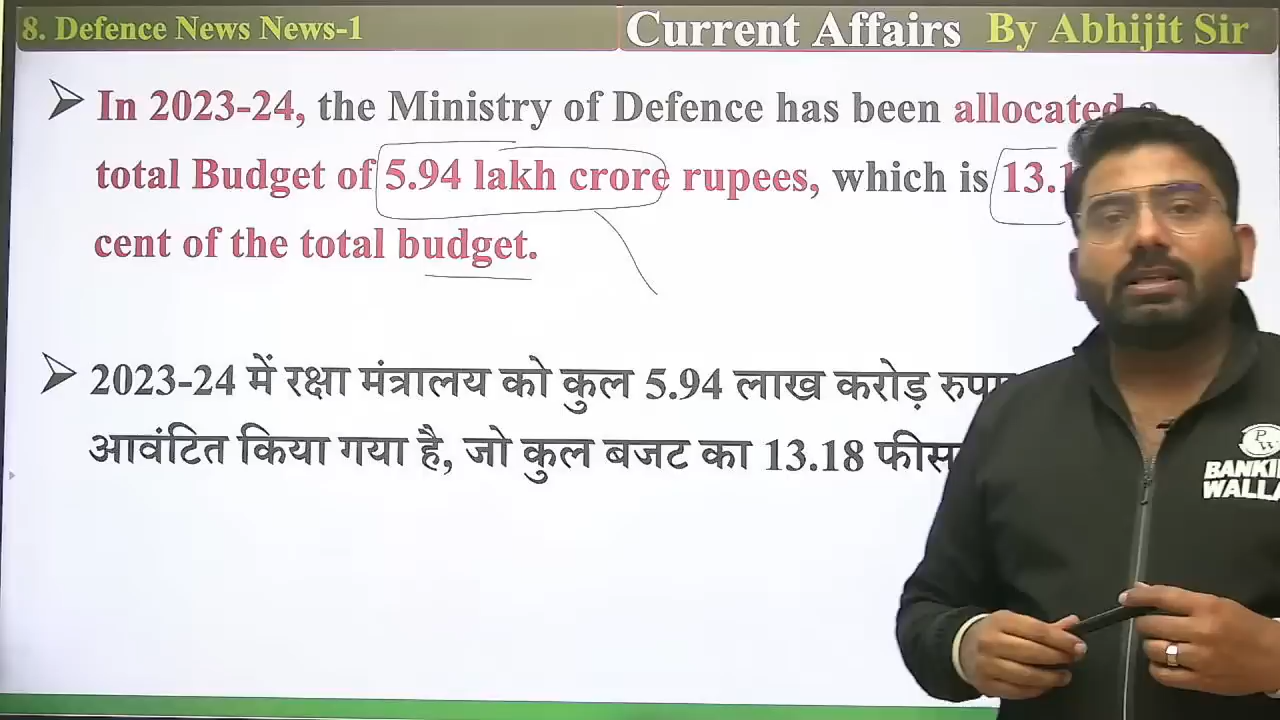 8. Defence News News-1
Current Affairs By Abhijit Sir
➢ In 2023-24, the Ministry of Defence has been allocated a
total Budget of 5.94 lakh crore rupees, which is 13.1
cent of the total budget.
➢ 2023-24 में रक्षा मंत्रालय को कुल 5.94 लाख करोड़
आवंटित किया गया है, जो कुल बजट का 13.18
PW